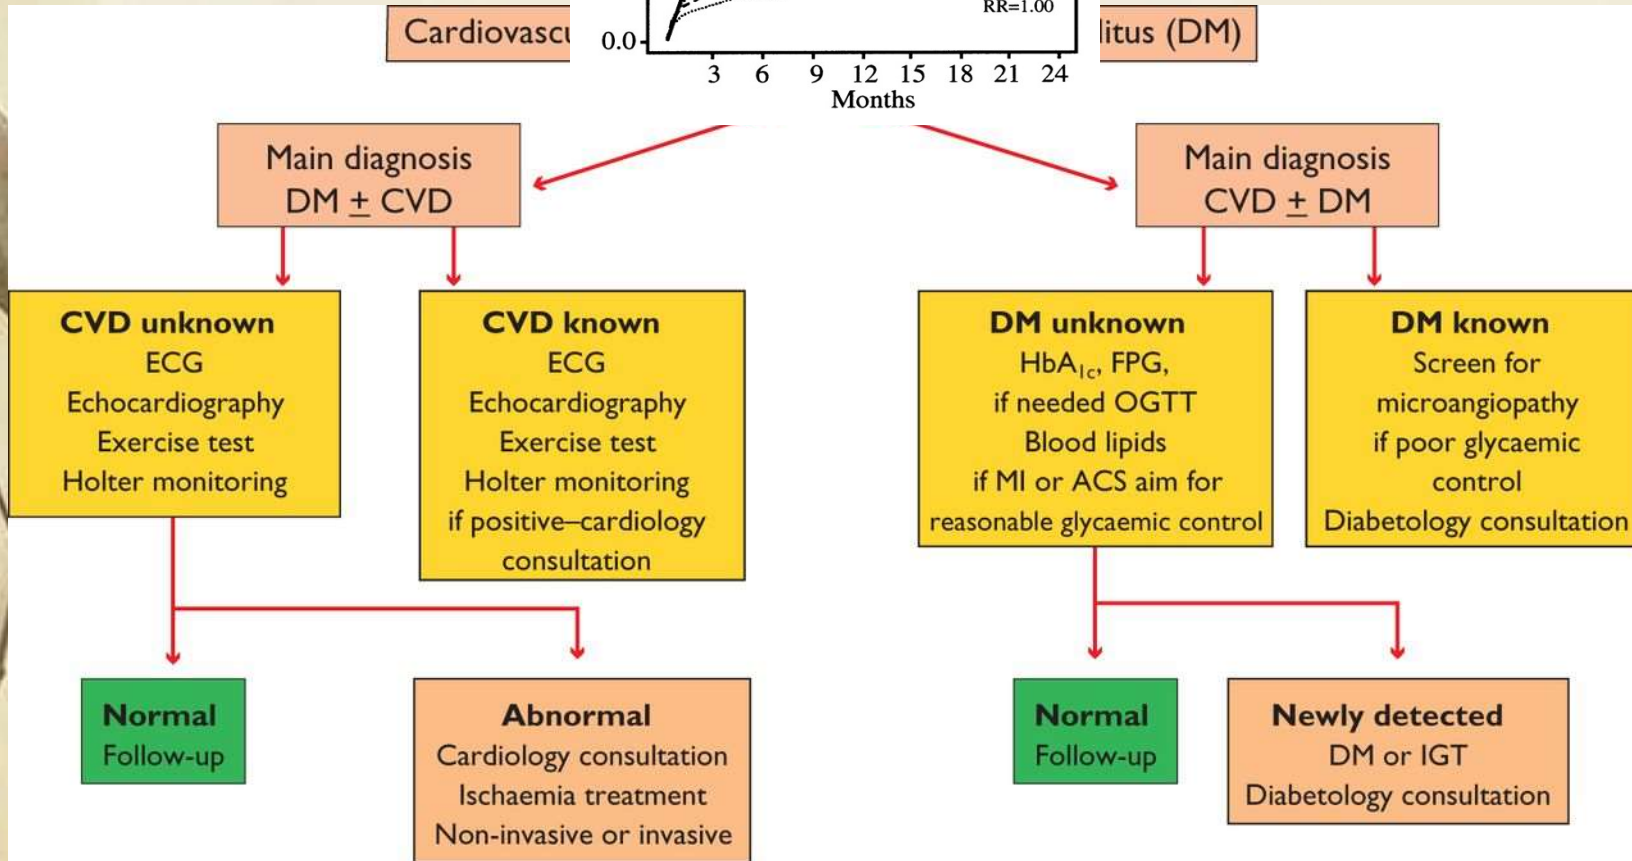 RR=1.00
0.0
3 6 9 12 15 18 21 24
Months
Cardiovascu
litus (DM)
Main diagnosis
DM ± CVD
Main diagnosis
CVD ± DM
CVD unknown
ECG
Echocardiography
Exercise test
Holter monitoring
CVD known
ECG
Echocardiography
Exercise test
Holter monitoring
if positive–cardiology
consultation
DM unknown
HbA1c, FPG,
if needed OGTT
Blood lipids
if MI or ACS aim for
reasonable glycaemic control
DM known
Screen for
microangiopathy
if poor glycaemic
control
Diabetology consultation
Normal
Follow-up
Abnormal
Cardiology consultation
Ischaemia treatment
Non-invasive or invasive
Normal
Follow-up
Newly detected
DM or IGT
Diabetology consultation